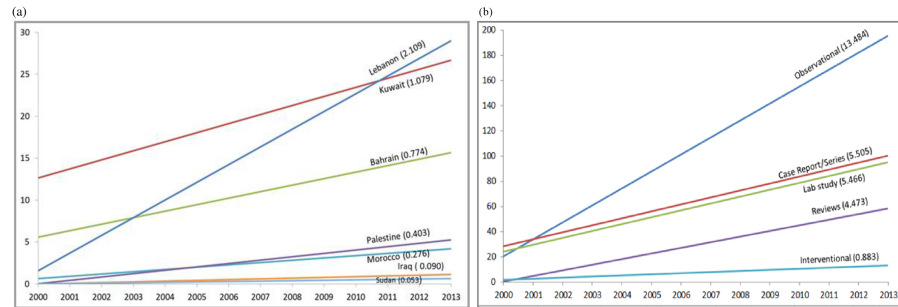 (a)
30
25
20
15
10
5
0
Lebanon (2.109)
Kuwait (1.079)
Bahrain (0.774)
Palestine (0.403)
Morocco (0.276)
Iraq ( 0.090)
Sudan (0.053)
2000 2001 2002 2003 2004 2005 2006 2007 2008 2009 2010 2011 2012 2013
(b)
200
180
160
140
120
100
80
60
40
20
0
Observational (13.484)
Case Report/Series (5.505)
Lab study (5.466)
Reviews (4.473)
Interventional (0.883)
2000 2001 2002 2003 2004 2005 2006 2007 2008 2009 2010 2011 2012 2013